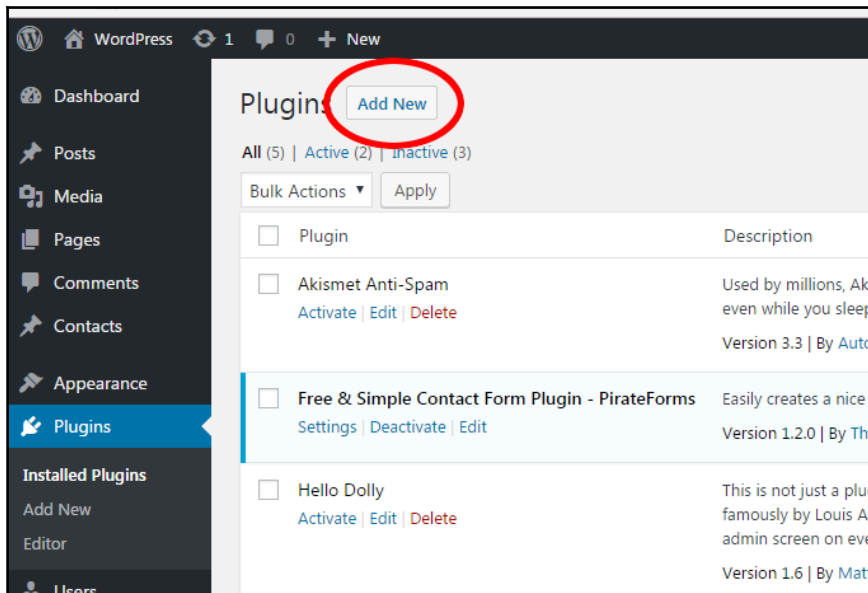 WordPress 1 0 New
Dashboard
Posts
Media
Pages
Comments
Contacts
Appearance
Plugins
Installed Plugins
Add New
Editor
Users
Plugins Add New
All (5) | Active (2) | Inactive (3)
Bulk Actions Apply
Plugin Description
Akismet Anti-Spam
Activate | Edit | Delete
Used by millions, Ak
even while you sleep
Version 3.3 | By Auto
Free & Simple Contact Form Plugin - PirateForms
Settings | Deactivate | Edit
Easily creates a nice
Version 1.2.0 | By Th
Hello Dolly
Activate | Edit | Delete
This is not just a plu
famously by Louis A
admin screen on eve
Version 1.6 | By Mat